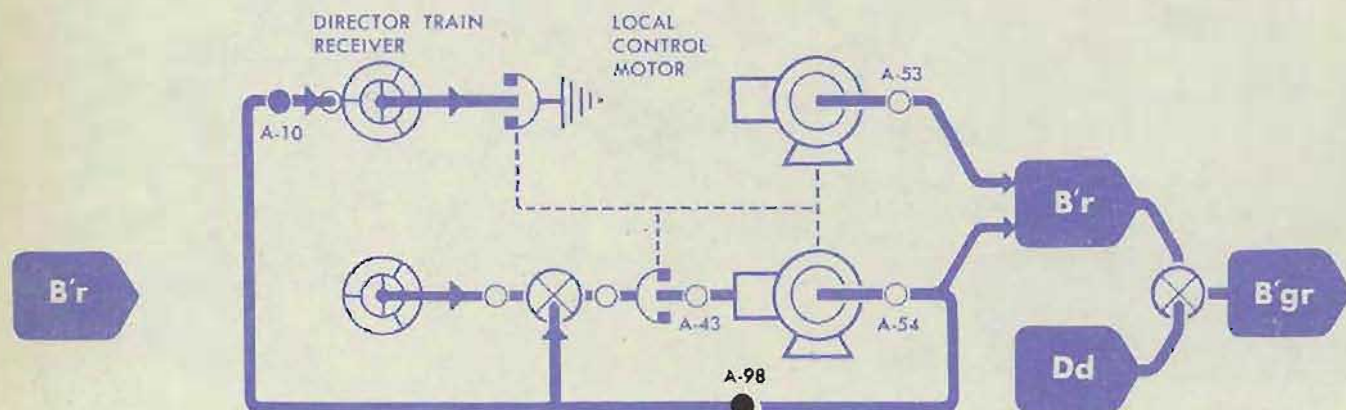 DIRECTOR TRAIN
RECEIVER
LOCAL
CONTROL
MOTOR
A-53
A-10
B'r
B'r
B'gr
A-43
A-54
Dd
A-98